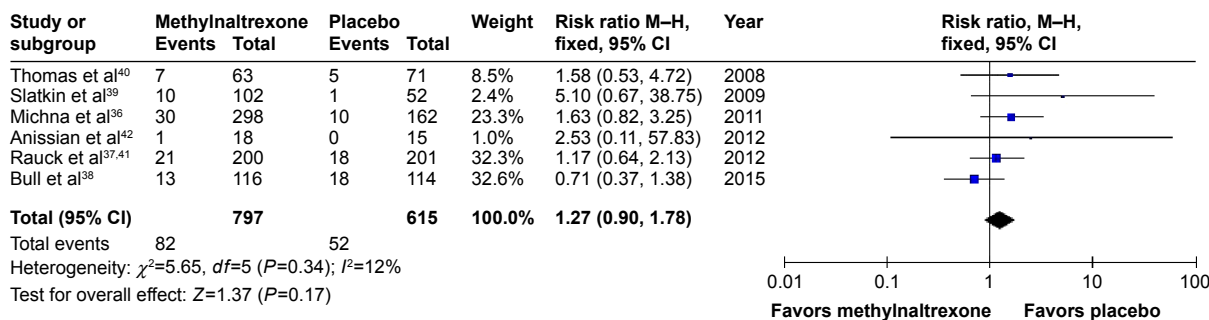 Study or Methylnaltrexone Placebo Weight Risk ratio M–H, Year Risk ratio, M–H,
subgroup Events Total Events Total fixed, 95% CI fixed, 95% CI
Thomas et al⁴⁰ 7 63 5 71 8.5% 1.58 (0.53, 4.72) 2008
Slatkin et al³⁹ 10 102 1 52 2.4% 5.10 (0.67, 38.75) 2009
Michna et al³⁶ 30 298 10 162 23.3% 1.63 (0.82, 3.25) 2011
Anissian et al⁴² 1 18 0 15 1.0% 2.53 (0.11, 57.83) 2012
Rauck et al³⁷,⁴¹ 21 200 18 201 32.3% 1.17 (0.64, 2.13) 2012
Bull et al³⁸ 13 116 18 114 32.6% 0.71 (0.37, 1.38) 2015
Total (95% CI) 797 615 100.0% 1.27 (0.90, 1.78)
Total events 82 52
Heterogeneity: χ²=5.65, df=5 (P=0.34); I²=12%
Test for overall effect: Z=1.37 (P=0.17)
0.01 0.1 1 10 100
Favors methylnaltrexone Favors placebo